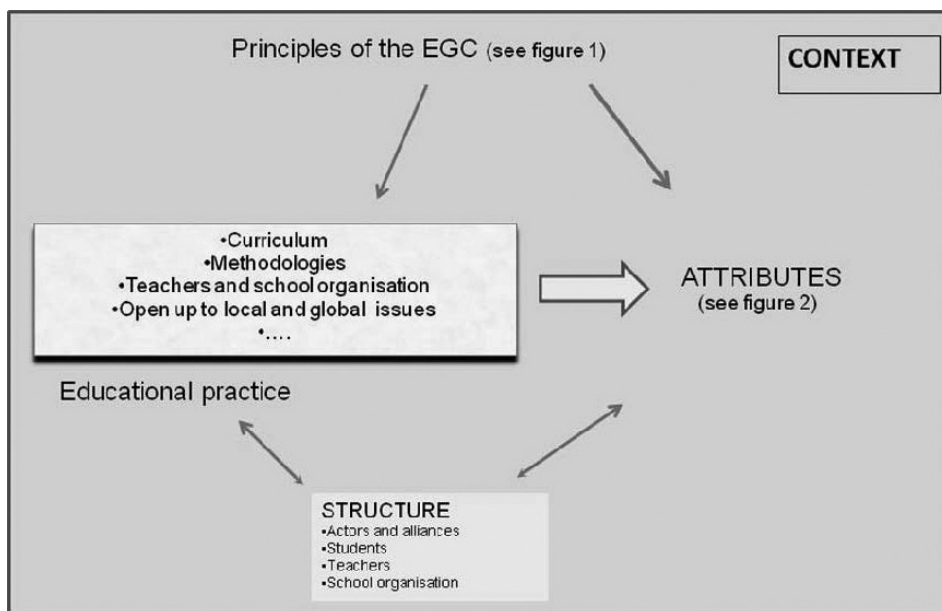 Principles of the EGC (see figure 1)
CONTEXT
•Curriculum
•Methodologies
•Teachers and school organisation
•Open up to local and global issues
•....
ATTRIBUTES
(see figure 2)
Educational practice
STRUCTURE
•Actors and alliances
•Students
•Teachers
•School organisation